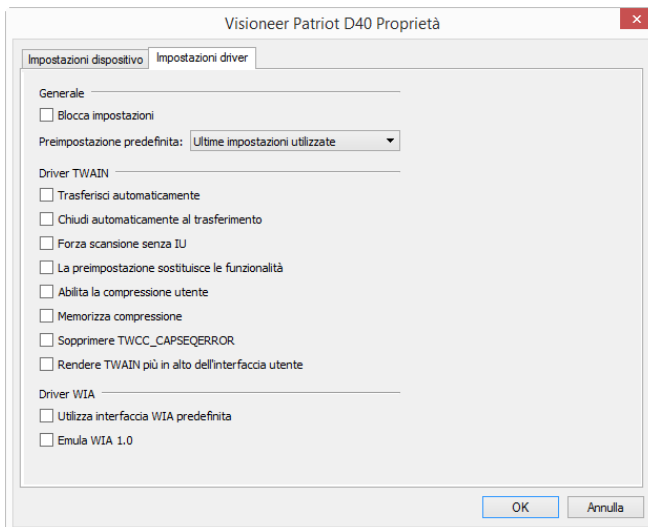 Visioneer Patriot D40 Proprietà
Impostazioni dispositivo Impostazioni driver
Generale
Blocca impostazioni
Preimpostazione predefinita: Ultime impostazioni utilizzate
Driver TWAIN
Trasferisci automaticamente
Chiudi automaticamente al trasferimento
Forza scansione senza IU
La preimpostazione sostituisce le funzionalità
Abilita la compressione utente
Memorizza compressione
Sopprimere TWCC_CAPSEQERROR
Rendere TWAIN più in alto dell'interfaccia utente
Driver WIA
Utilizza interfaccia WIA predefinita
Emula WIA 1.0
OK Annulla